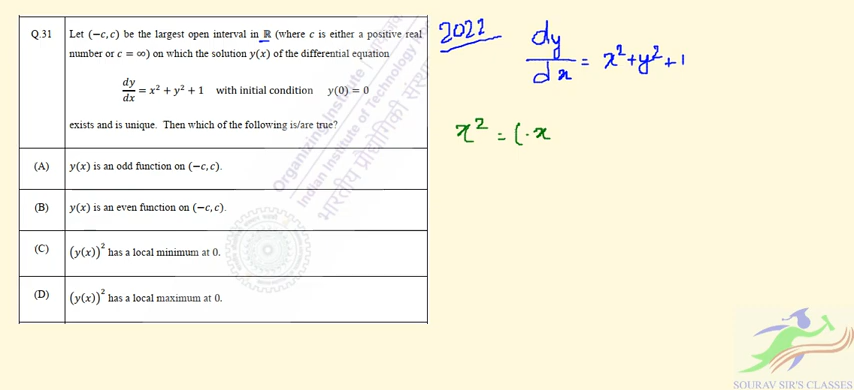 Q.31 Let (−c, c) be the largest open interval in ℝ (where c is either a positive real
number or c = ∞) on which the solution y(x) of the differential equation
dy/dx = x² + y² + 1 with initial condition y(0) = 0
exists and is unique. Then which of the following is/are true?
(A) y(x) is an odd function on (−c, c).
(B) y(x) is an even function on (−c, c).
(C) (y(x))² has a local minimum at 0.
(D) (y(x))² has a local maximum at 0.
Organizing Institute
Indian Institute of Technology
भारतीय प्रौद्योगिकी संस्थान
2022
dy/dx = x²+y²+1
x² = (·x
SOURAV SIR'S CLASSES